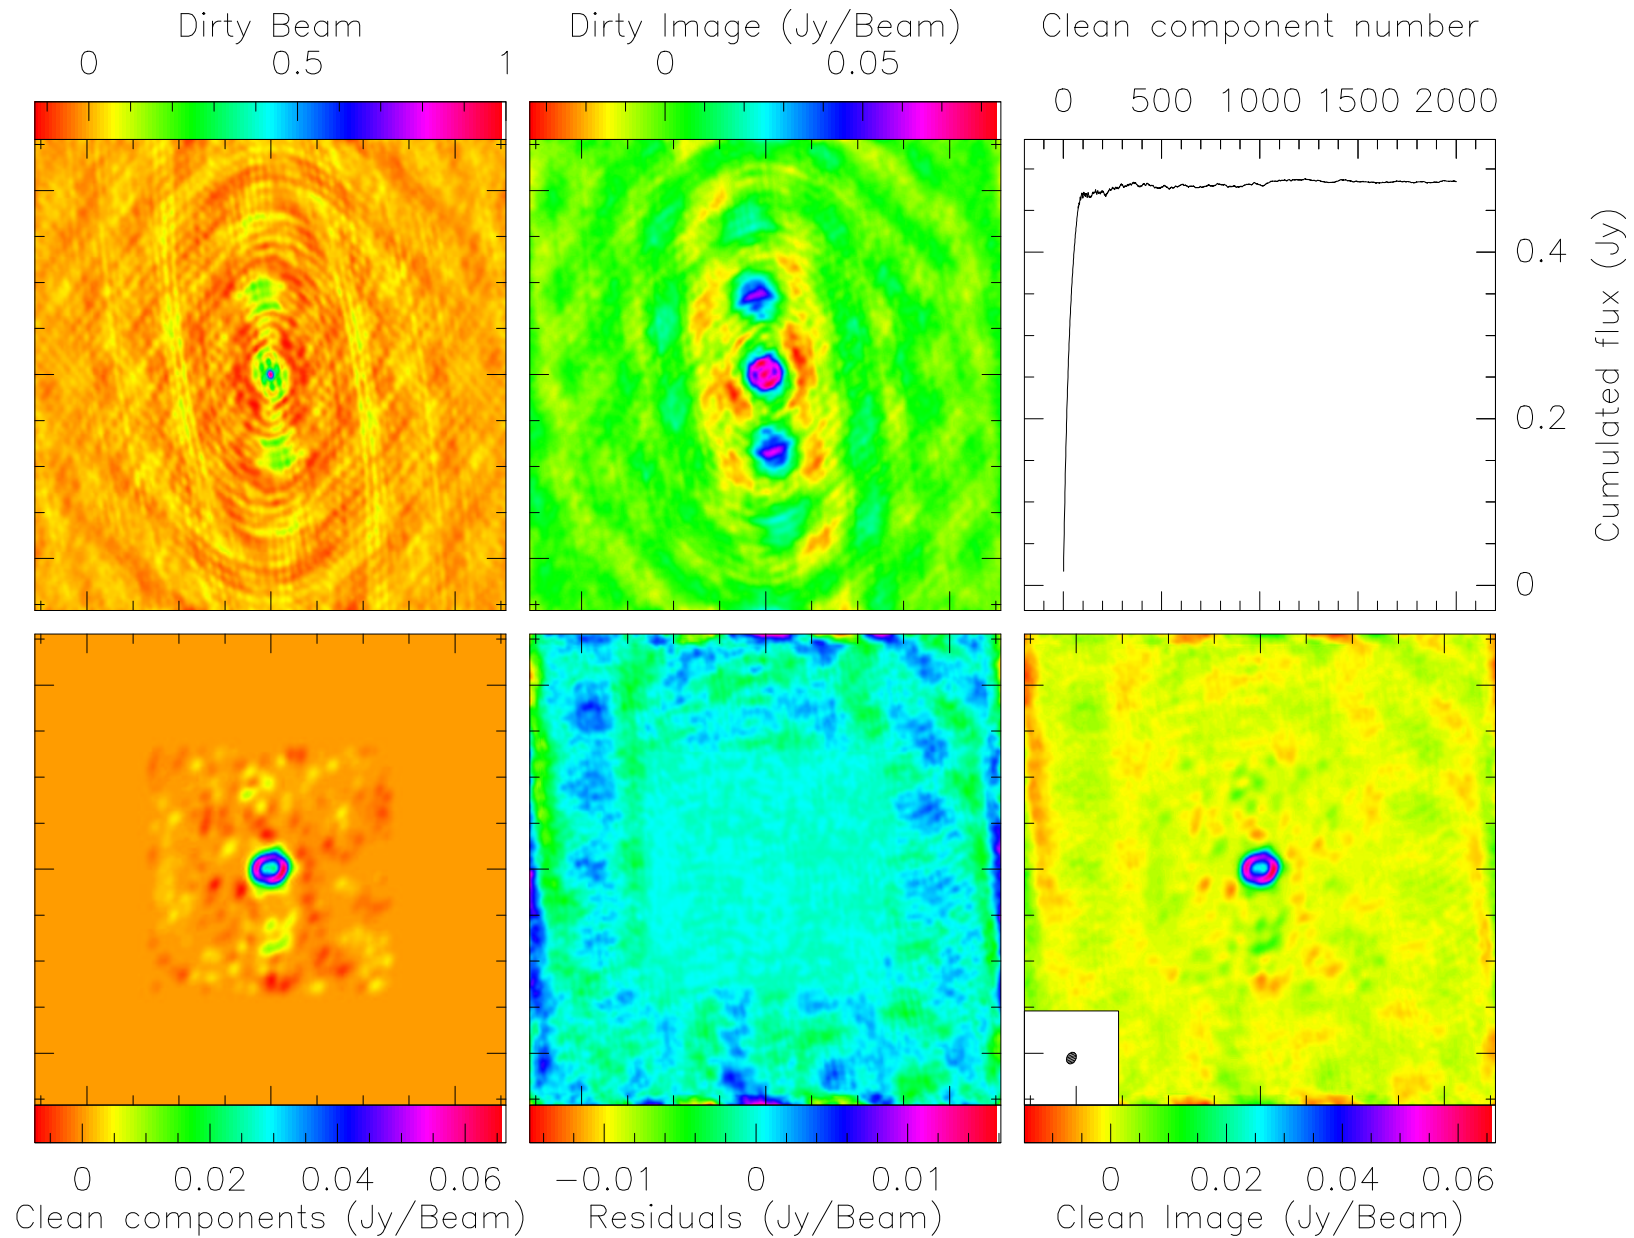 Dirty Beam
0 0.5 1
Dirty Image (Jy/Beam)
0 0.05
Clean component number
0 500 1000 1500 2000
0.4
0.2
0
Cumulated flux (Jy)
0 0.02 0.04 0.06
Clean components (Jy/Beam)
−0.01 0 0.01
Residuals (Jy/Beam)
0 0.02 0.04 0.06
Clean Image (Jy/Beam)